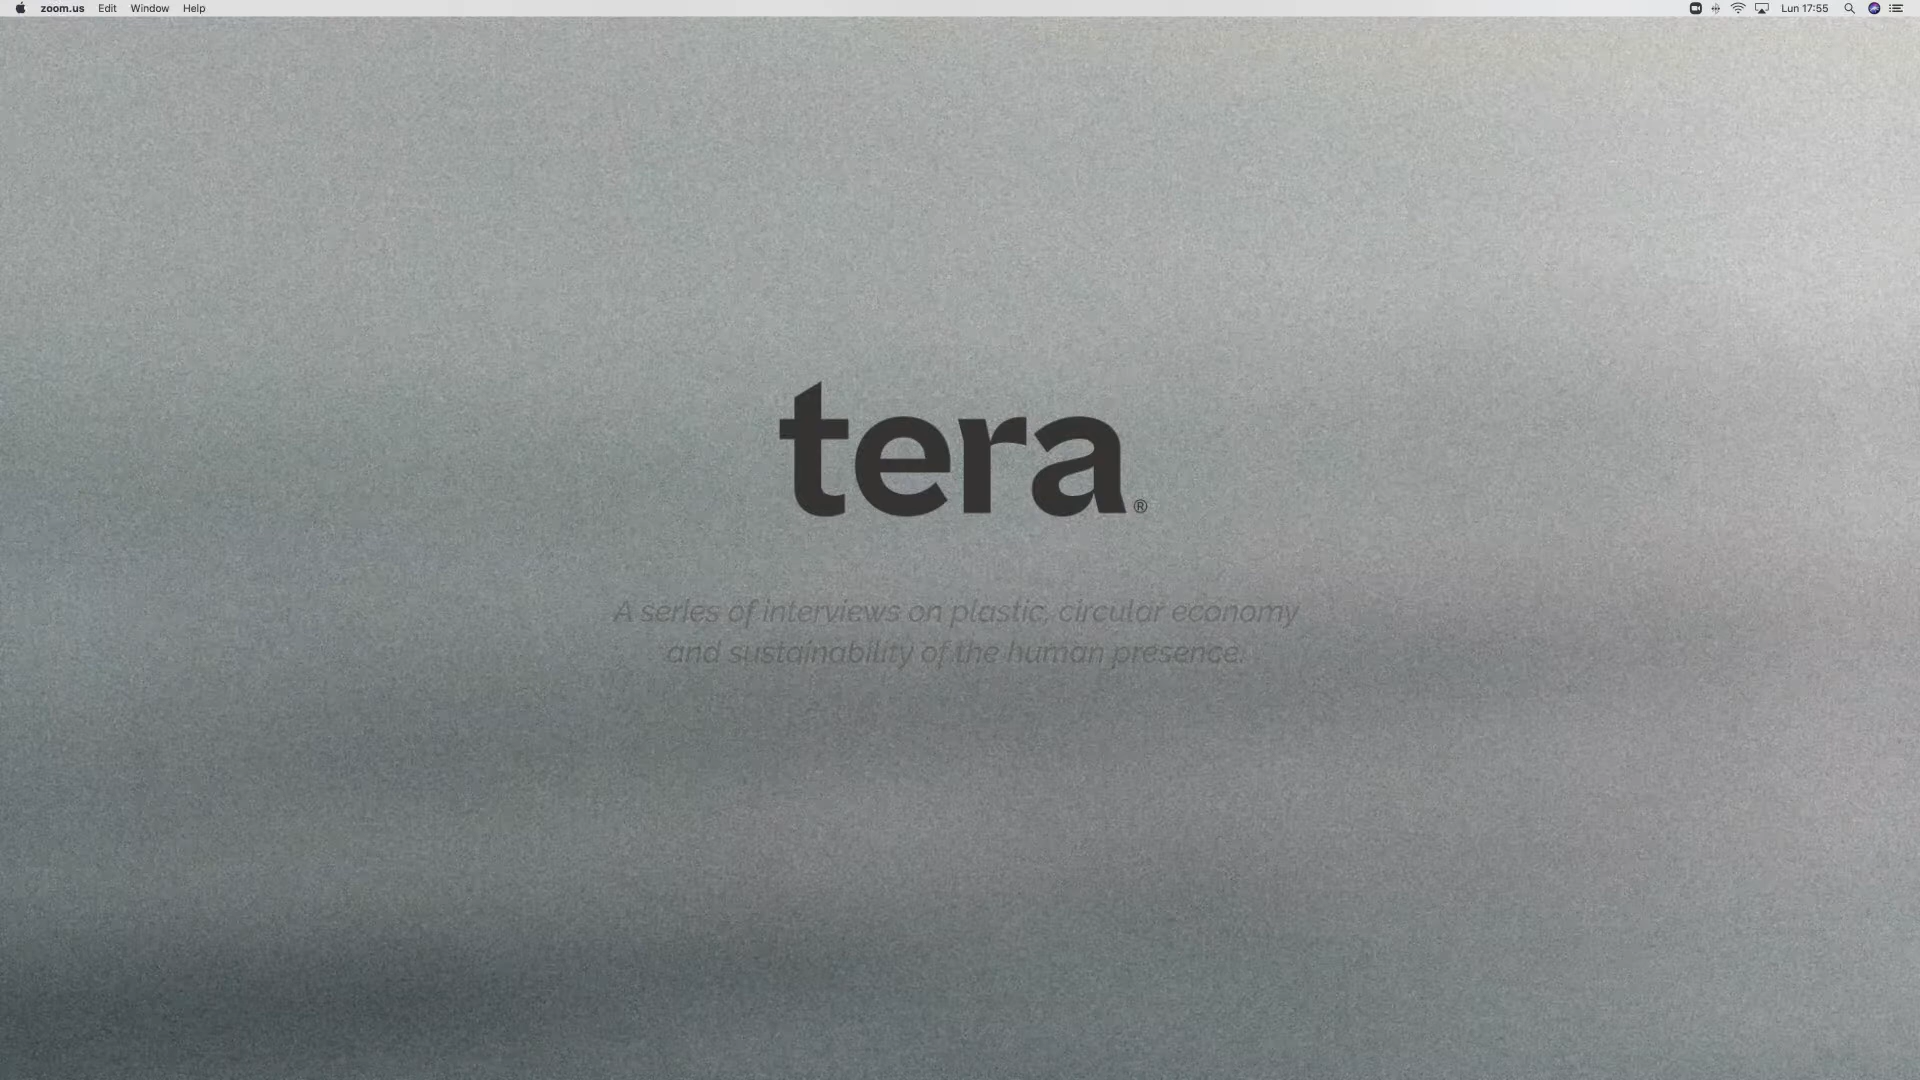 zoom.us Edit Window Help Lun 17:55
tera®
A series of interviews on plastic, circular economy
and sustainability of the human presence.